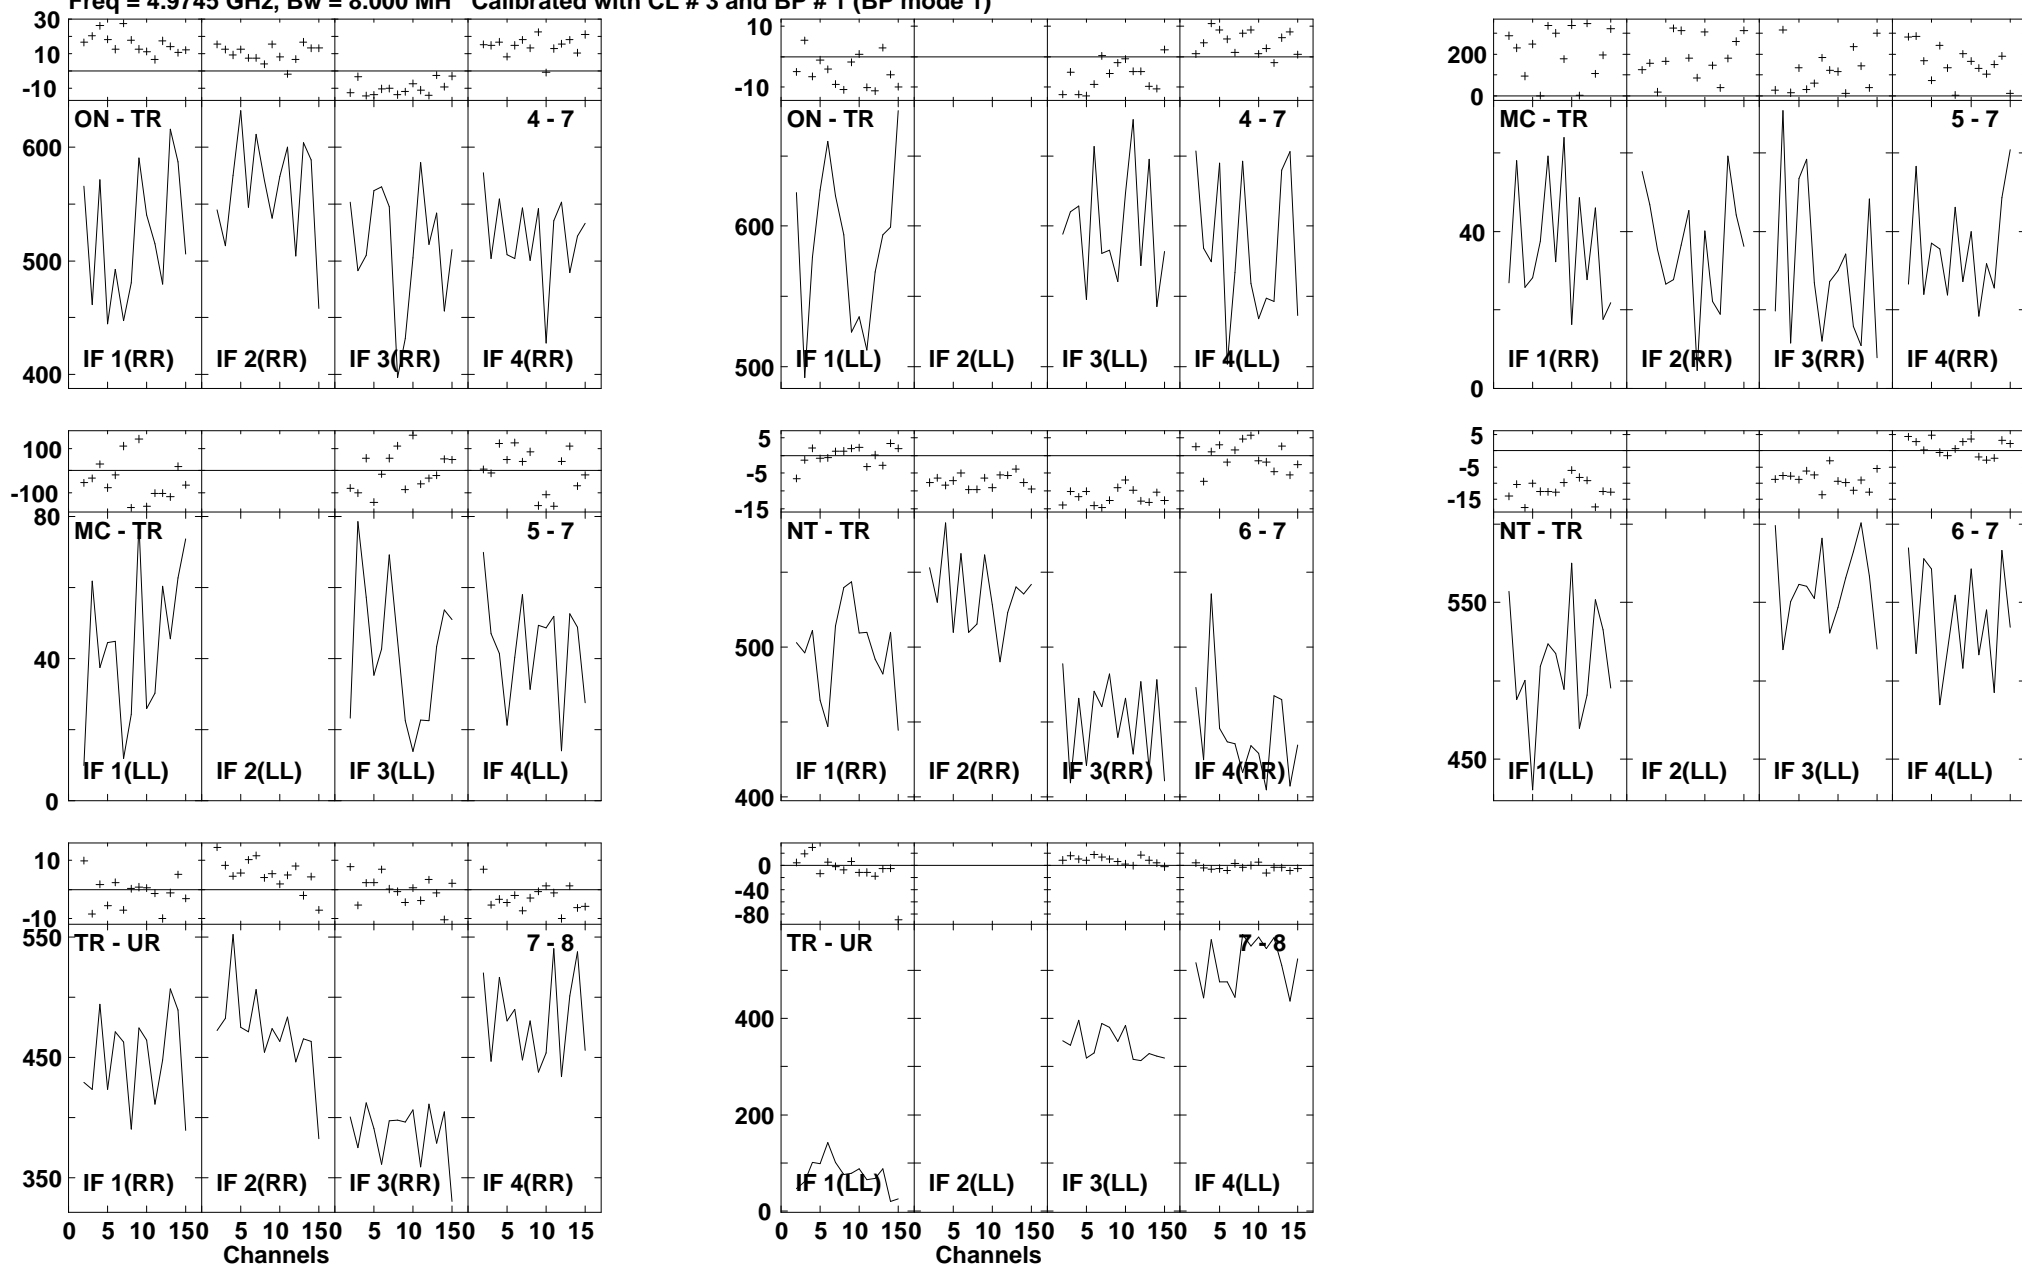 Freq = 4.9745 GHz, Bw = 8.000 MH Calibrated with CL # 3 and BP # 1 (BP mode 1)
30
10
-10
ON - TR
4 - 7
600
500
400
IF 1(RR) IF 2(RR) IF 3(RR) IF 4(RR)
10
-10
ON - TR
4 - 7
600
500
IF 1(LL) IF 2(LL) IF 3(LL) IF 4(LL)
200
0
MC - TR
5 - 7
40
0
IF 1(RR) IF 2(RR) IF 3(RR) IF 4(RR)
100
-100
80
MC - TR
5 - 7
40
0
IF 1(LL) IF 2(LL) IF 3(LL) IF 4(LL)
5
-5
-15
NT - TR
6 - 7
500
400
IF 1(RR) IF 2(RR) IF 3(RR) IF 4(RR)
5
-5
-15
NT - TR
6 - 7
550
450
IF 1(LL) IF 2(LL) IF 3(LL) IF 4(LL)
10
-10
550
TR - UR
7 - 8
450
350
IF 1(RR) IF 2(RR) IF 3(RR) IF 4(RR)
0 5 10 150 5 10 150 5 10 150 5 10 15
Channels
0
-40
-80
TR - UR
7 - 8
400
200
0
IF 1(LL) IF 2(LL) IF 3(LL) IF 4(LL)
0 5 10 150 5 10 150 5 10 150 5 10 15
Channels